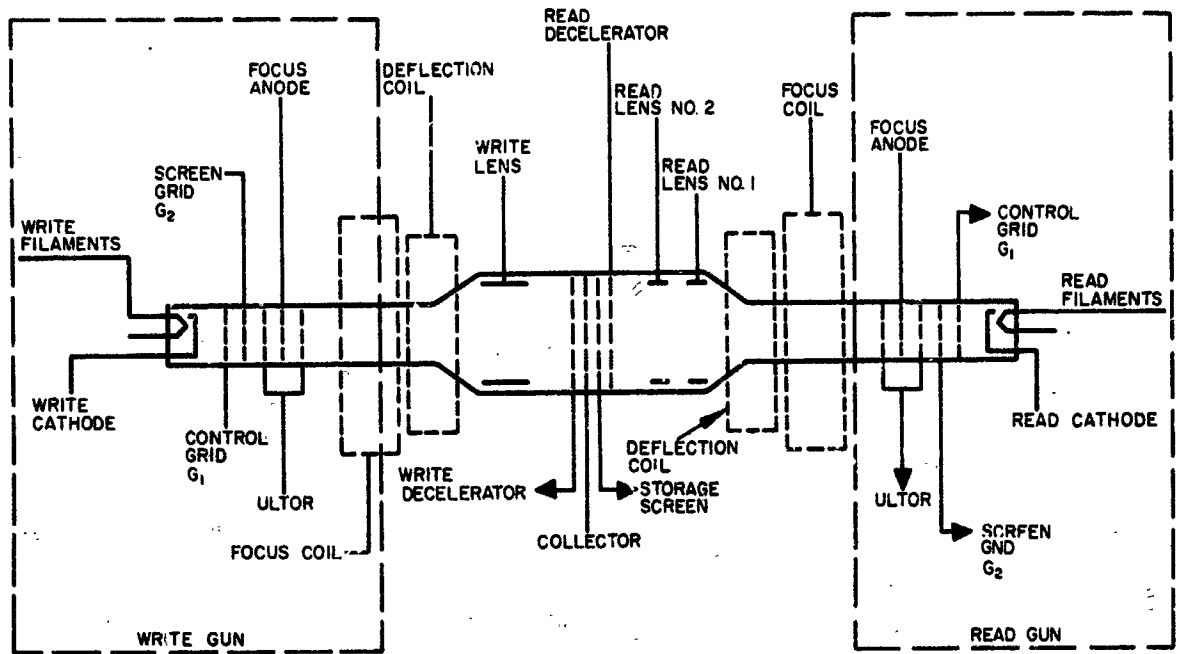 READ
DECELERATOR
FOCUS
ANODE
DEFLECTION
COIL
READ
LENS NO. 2
FOCUS
COIL
FOCUS
ANODE
WRITE
LENS
READ
LENS NO. 1
SCREEN
GRID
G2
CONTROL
GRID
G1
WRITE
FILAMENTS
READ
FILAMENTS
WRITE
CATHODE
READ CATHODE
CONTROL
GRID
G1
DEFLECTION
COIL
WRITE
DECELERATOR
STORAGE
SCREEN
ULTOR
ULTOR
FOCUS COIL
COLLECTOR
SCRFEN
GND
G2
WRITE GUN
READ GUN